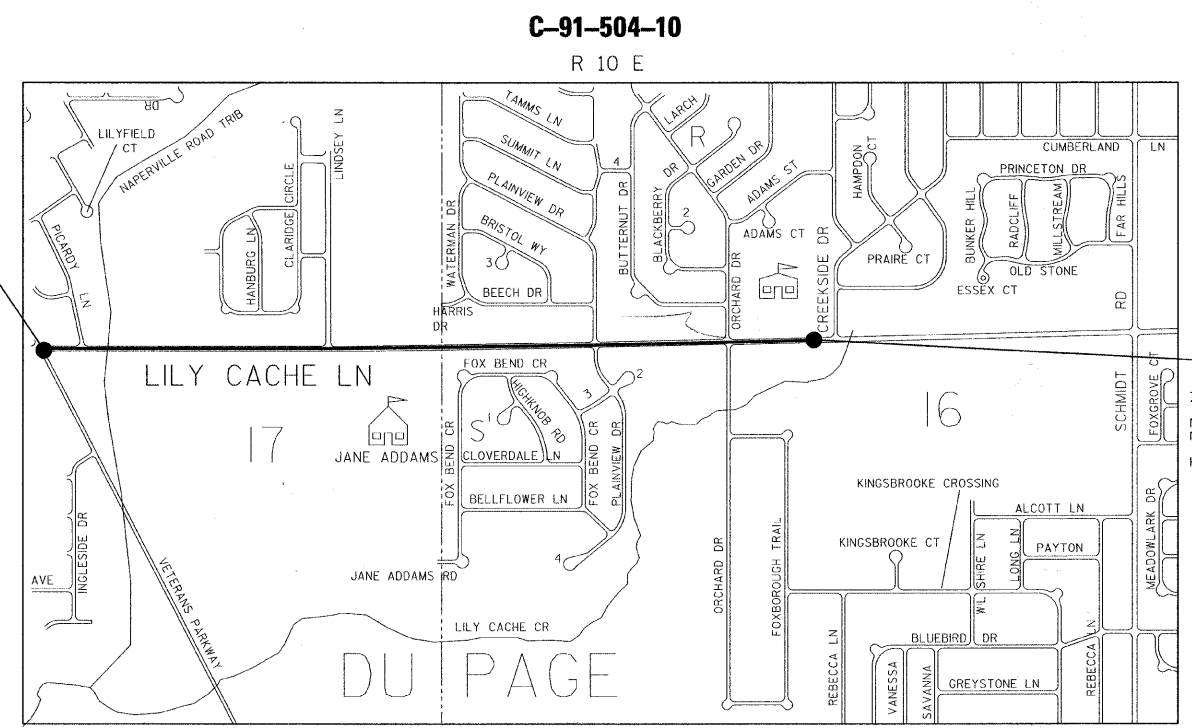 C–91–504–10
R 10 E
DR
LILYFIELD
CT
NAPERVILLE ROAD TRIB
PICARDY
LN
HANBURG LN
CLARIDGE CIRCLE
LINDSEY LN
TAMMS LN
SUMMIT LN
PLAINVIEW DR
BRISTOL WY
3
BEECH DR
WATERMAN DR
HARRIS
DR
4
BUTTERNUT DR
BLACKBERRY
DR
2
LARCH
R
GARDEN DR
ADAMS ST
ADAMS CT
ORCHARD DR
CREEKSIDE DR
HAMPDON
CT
PRAIRE CT
CUMBERLAND
LN
PRINCETON DR
BUNKER HILL
RADCLIFF
MILLSTREAM
FAR HILLS
OLD STONE
ESSEX CT
RD
LILY CACHE LN
17
JANE ADDAMS
FOX BEND CR
HIGHKNOB RD
3
2
S
1
FOX BEND CR
CLOVERDALE LN
FOX BEND CR
PLAINVIEW DR
BELLFLOWER LN
4
JANE ADDAMS RD
16
SCHMIDT
FOXGROVE CT
INGLESIDE DR
AVE
VETERANS PARKWAY
LILY CACHE CR
DU PAGE
ORCHARD DR
FOXBOROUGH TRAIL
KINGSBROOKE CROSSING
KINGSBROOKE CT
ALCOTT LN
WIL SHIRE LN
LONG LN
PAYTON
MEADOWLARK DR
REBECCA LN
BLUEBIRD DR
VANESSA
SAVANNA
GREYSTONE LN
REBECCA LN